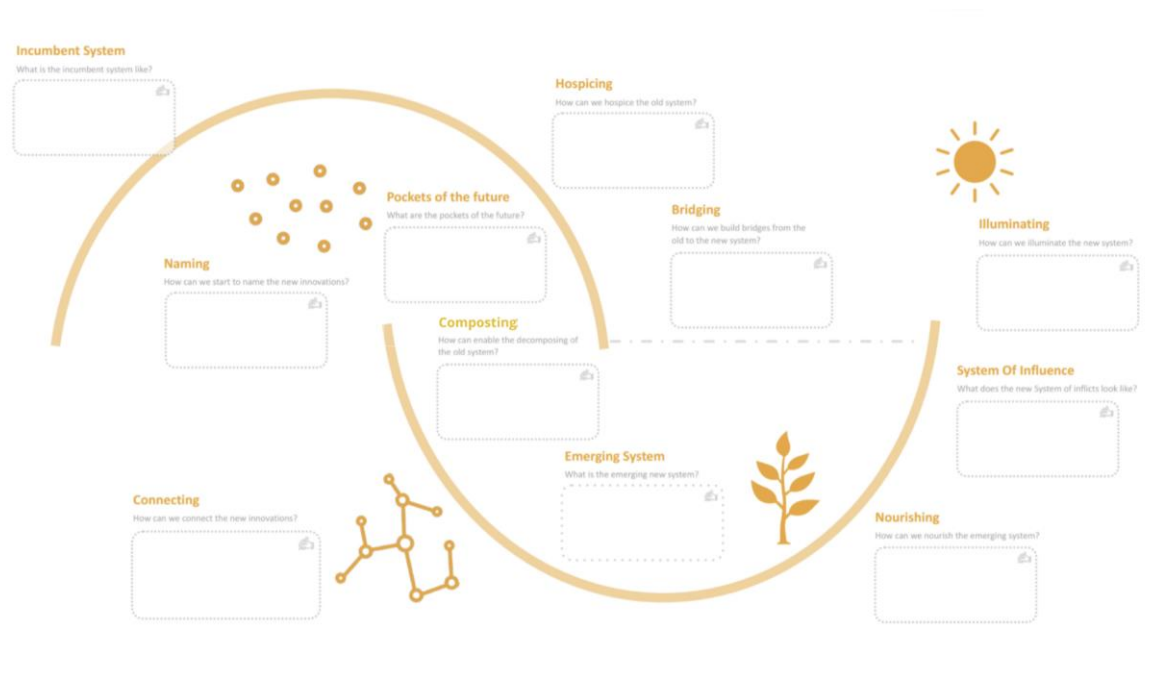 Incumbent System
What is the incumbent system like?
Hospicing
How can we hospice the old system?
Pockets of the future
What are the pockets of the future?
Bridging
How can we build bridges from the
old to the new system?
Illuminating
How can we illuminate the new system?
Naming
How can we start to name the new innovations?
Composting
How can enable the decomposing of
the old system?
System Of Influence
What does the new System of inflicts look like?
Emerging System
What is the emerging new system?
Connecting
How can we connect the new innovations?
Nourishing
How can we nourish the emerging system?